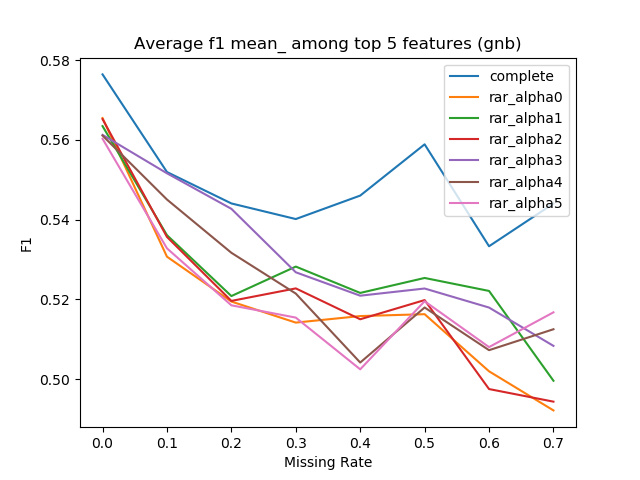 Average f1 mean_ among top 5 features (gnb)
complete
rar_alpha0
rar_alpha1
rar_alpha2
rar_alpha3
rar_alpha4
rar_alpha5
F1
0.58
0.56
0.54
0.52
0.50
0.0 0.1 0.2 0.3 0.4 0.5 0.6 0.7
Missing Rate